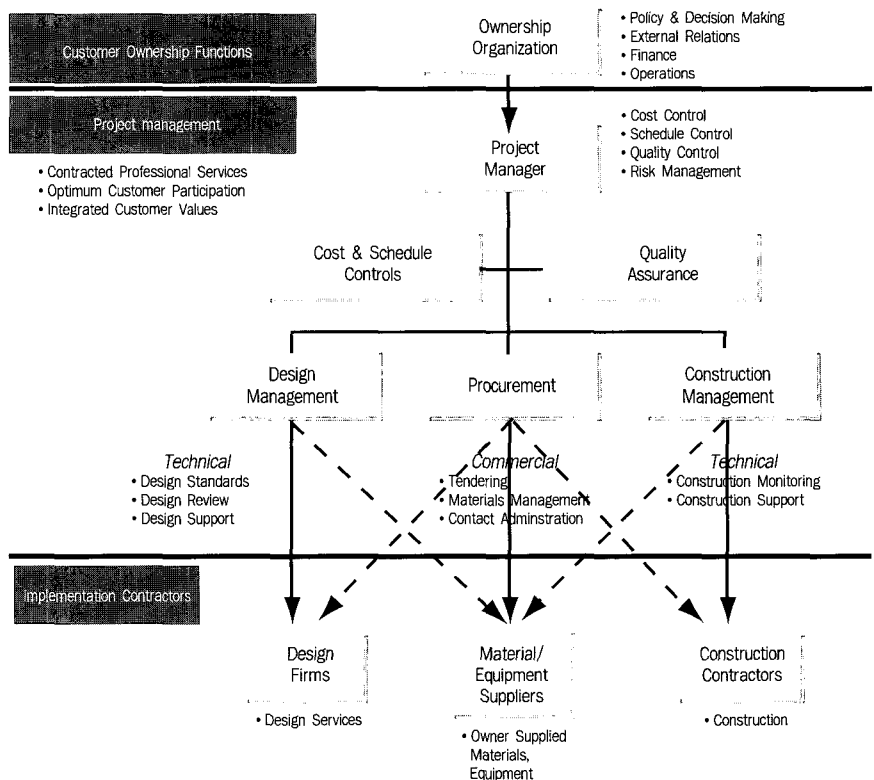 Customer Ownership Functions
Ownership
Organization
• Policy & Decision Making
• External Relations
• Finance
• Operations
Project management
• Contracted Professional Services
• Optimum Customer Participation
• Integrated Customer Values
Project
Manager
• Cost Control
• Schedule Control
• Quality Control
• Risk Management
Cost & Schedule
Controls
Quality
Assurance
Design
Management
Procurement
Construction
Management
Technical
• Design Standards
• Design Review
• Design Support
Commercial
• Tendering
• Materials Management
• Contact Adminstration
Technical
• Construction Monitoring
• Construction Support
Implementation Contractors
Design
Firms
• Design Services
Material/
Equipment
Suppliers
• Owner Supplied
Materials,
Equipment
Construction
Contractors
• Construction